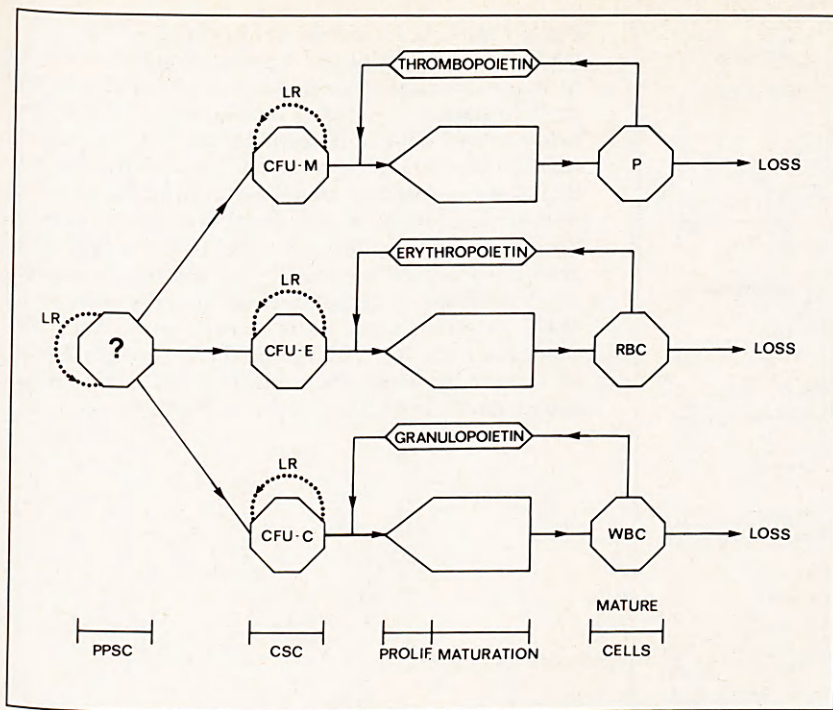 THROMBOPOIETIN
LR
CFU-M
P
LOSS
ERYTHROPOIETIN
LR
LR
?
CFU-E
RBC
LOSS
GRANULOPOIETIN
LR
CFU-C
WBC
LOSS
MATURE
PPSC
CSC
PROLIF. MATURATION
CELLS